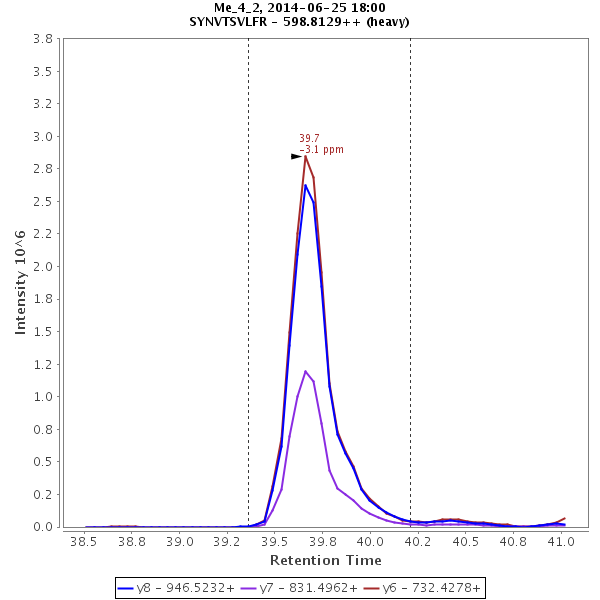 Me_4_2, 2014-06-25 18:00
SYNVTSVLFR - 598.8129++ (heavy)
3.8
3.5
3.2
3.0
2.8
2.5
2.2
2.0
1.8
1.5
1.2
1.0
0.8
0.5
0.2
0.0
Intensity 10^6
39.7
-3.1 ppm
38.5 38.8 39.0 39.2 39.5 39.8 40.0 40.2 40.5 40.8 41.0
Retention Time
y8 - 946.5232+ y7 - 831.4962+ y6 - 732.4278+